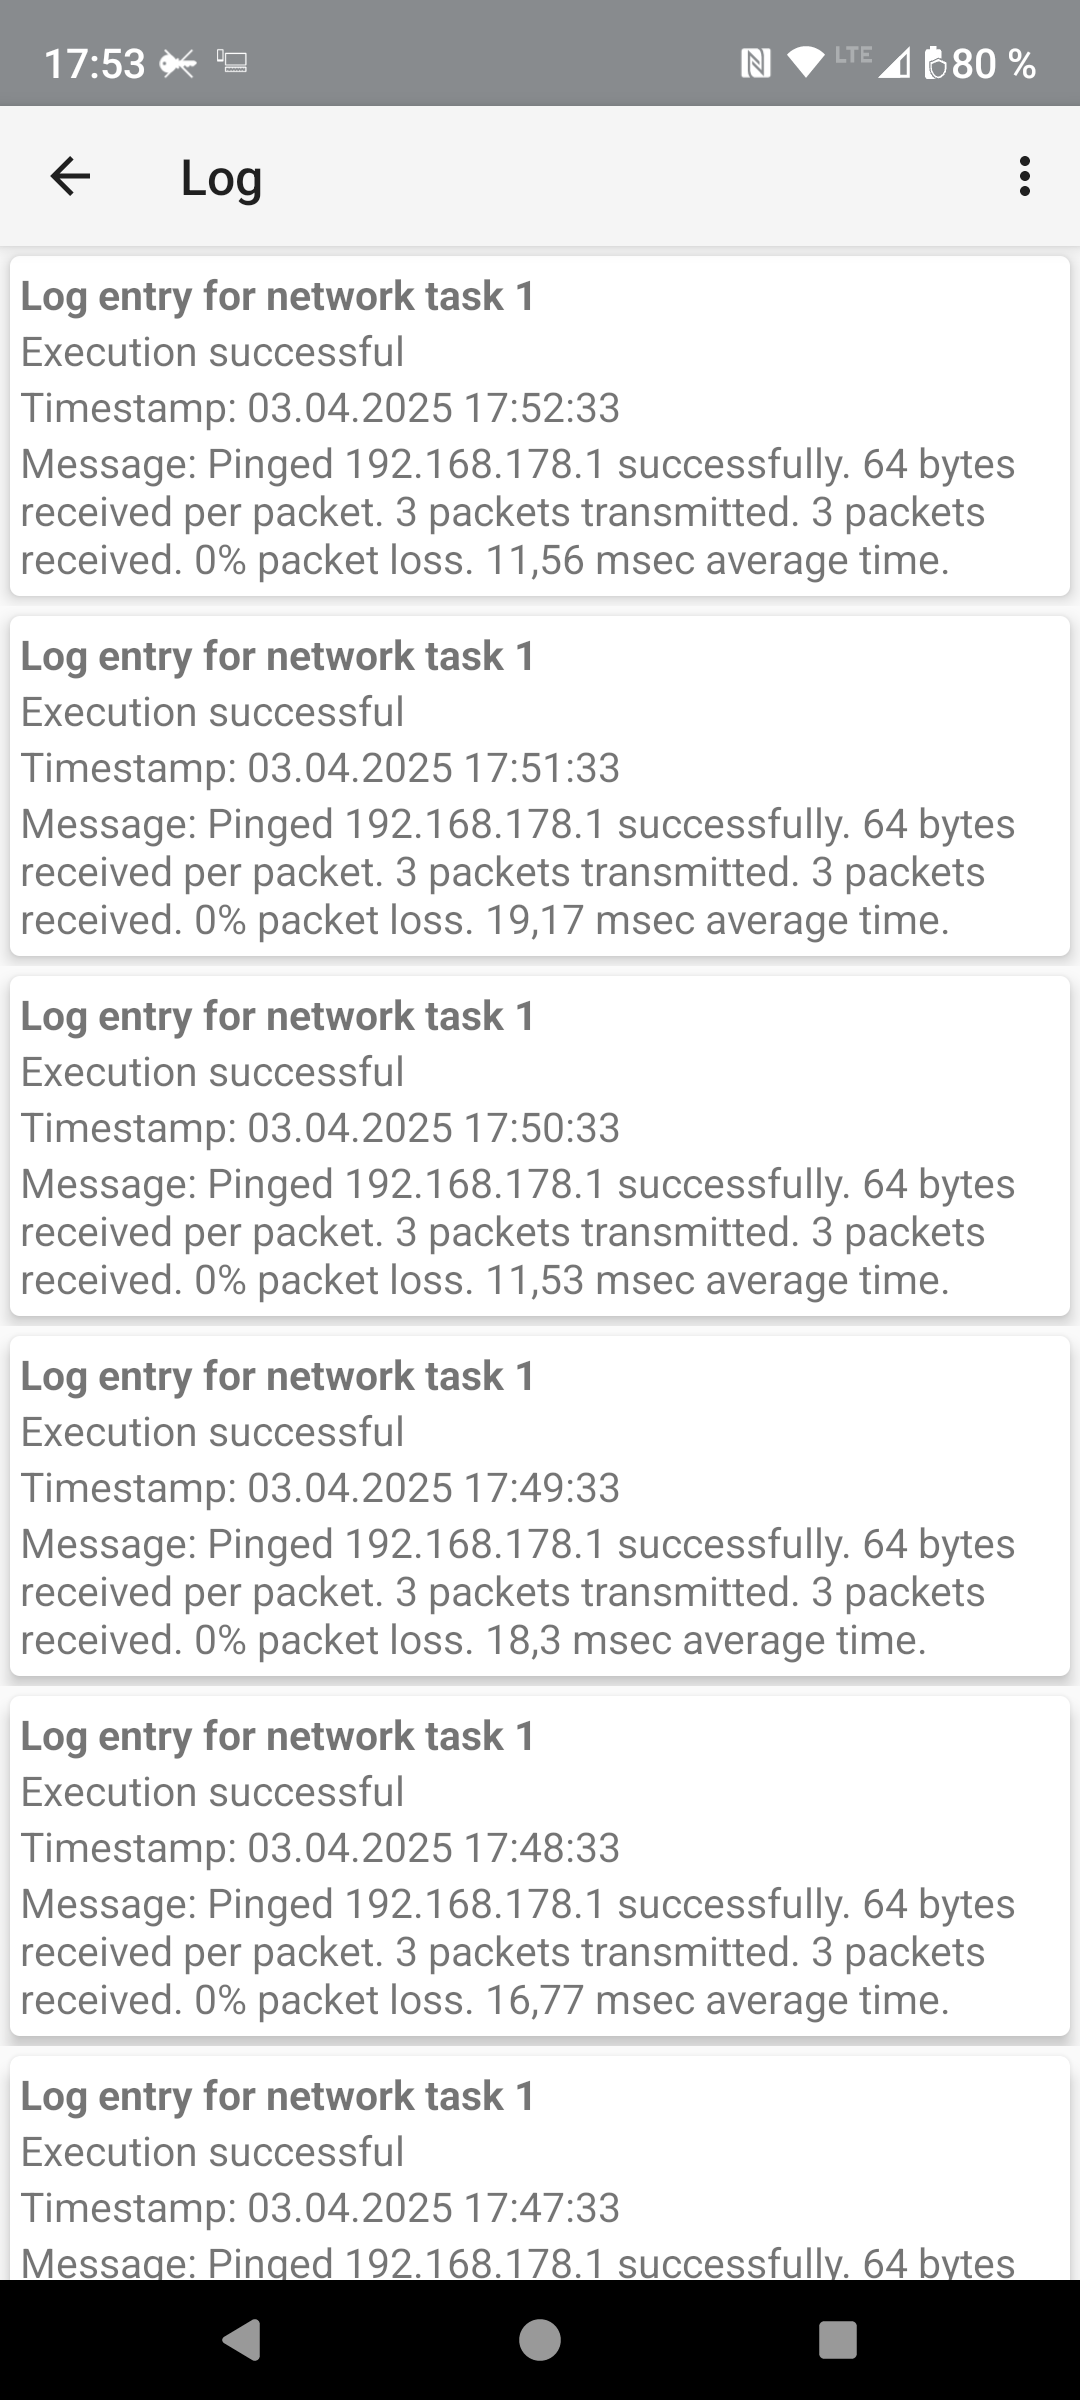 17:53 LTE 80 %
Log
Log entry for network task 1
Execution successful
Timestamp: 03.04.2025 17:52:33
Message: Pinged 192.168.178.1 successfully. 64 bytes
received per packet. 3 packets transmitted. 3 packets
received. 0% packet loss. 11,56 msec average time.
Log entry for network task 1
Execution successful
Timestamp: 03.04.2025 17:51:33
Message: Pinged 192.168.178.1 successfully. 64 bytes
received per packet. 3 packets transmitted. 3 packets
received. 0% packet loss. 19,17 msec average time.
Log entry for network task 1
Execution successful
Timestamp: 03.04.2025 17:50:33
Message: Pinged 192.168.178.1 successfully. 64 bytes
received per packet. 3 packets transmitted. 3 packets
received. 0% packet loss. 11,53 msec average time.
Log entry for network task 1
Execution successful
Timestamp: 03.04.2025 17:49:33
Message: Pinged 192.168.178.1 successfully. 64 bytes
received per packet. 3 packets transmitted. 3 packets
received. 0% packet loss. 18,3 msec average time.
Log entry for network task 1
Execution successful
Timestamp: 03.04.2025 17:48:33
Message: Pinged 192.168.178.1 successfully. 64 bytes
received per packet. 3 packets transmitted. 3 packets
received. 0% packet loss. 16,77 msec average time.
Log entry for network task 1
Execution successful
Timestamp: 03.04.2025 17:47:33
Message: Pinged 192.168.178.1 successfully. 64 bytes